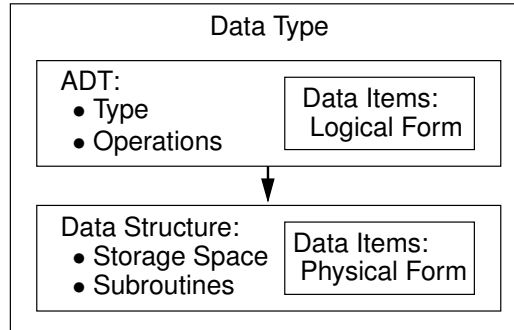 Data Type
ADT:
• Type
• Operations
Data Items:
Logical Form
Data Structure:
• Storage Space
• Subroutines
Data Items:
Physical Form